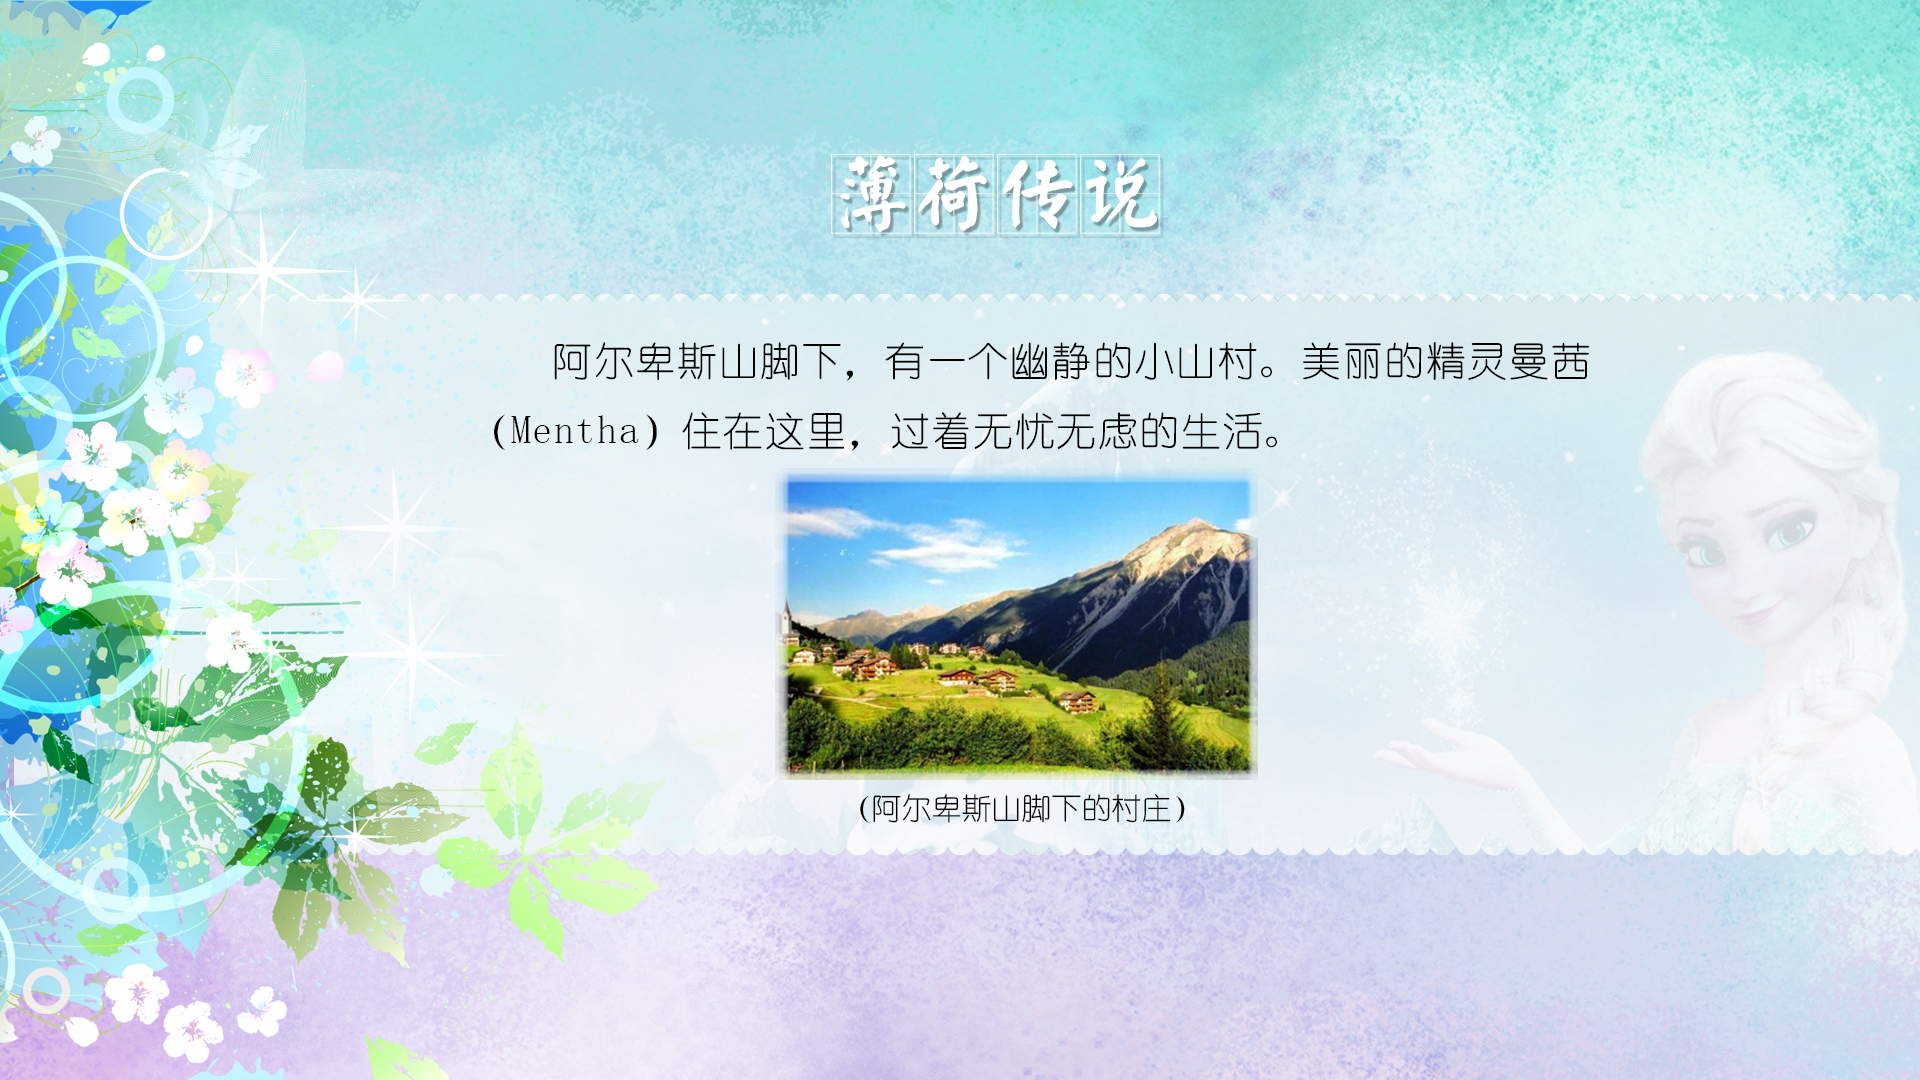 薄荷传说
阿尔卑斯山脚下，有一个幽静的小山村。美丽的精灵曼茜
（Mentha）住在这里，过着无忧无虑的生活。
（阿尔卑斯山脚下的村庄）